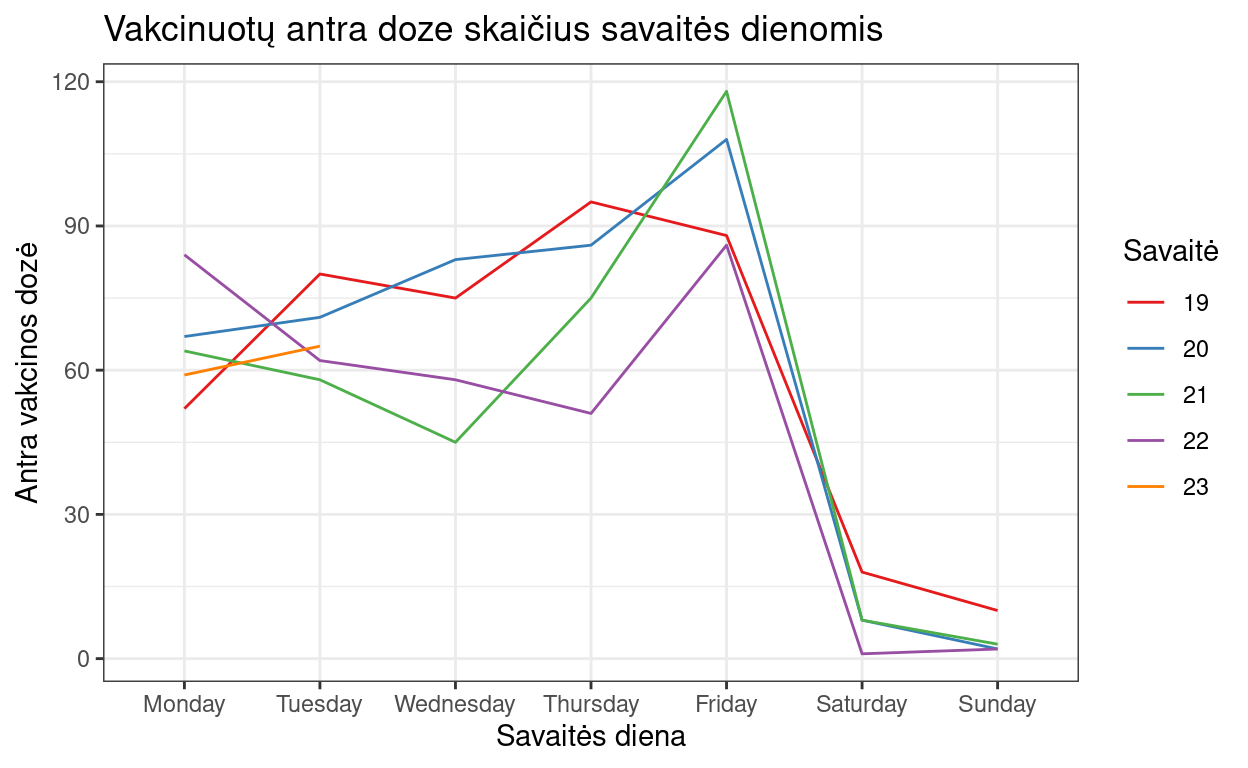 Vakcinuotų antra doze skaičius savaitės dienomis
Antra vakcinos dozė
120
90
60
30
0
Monday Tuesday Wednesday Thursday Friday Saturday Sunday
Savaitės diena
Savaitė
19
20
21
22
23